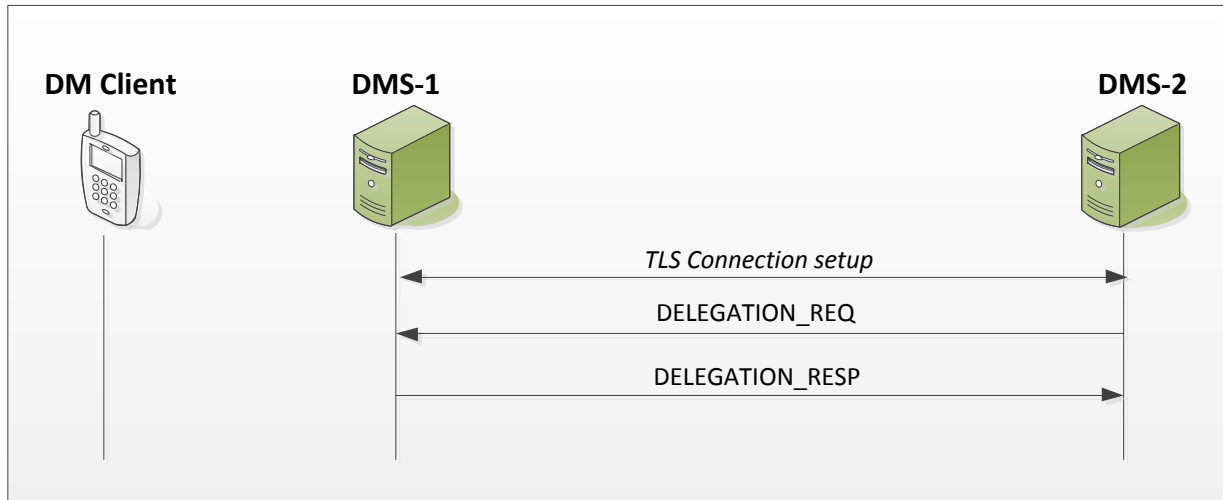 DM Client
DMS-1
DMS-2
TLS Connection setup
DELEGATION_REQ
DELEGATION_RESP